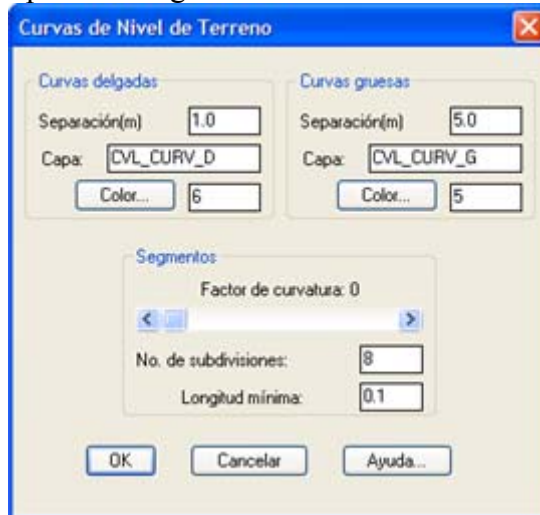 Curvas de Nivel de Terreno
Curvas delgadas
Separación(m) 1.0
Capa: CVL_CURV_D
Color... 6
Curvas gruesas
Separación(m) 5.0
Capa: CVL_CURV_G
Color... 5
Segmentos
Factor de curvatura: 0
No. de subdivisiones: 8
Longitud mínima: 0.1
OK Cancelar Ayuda...